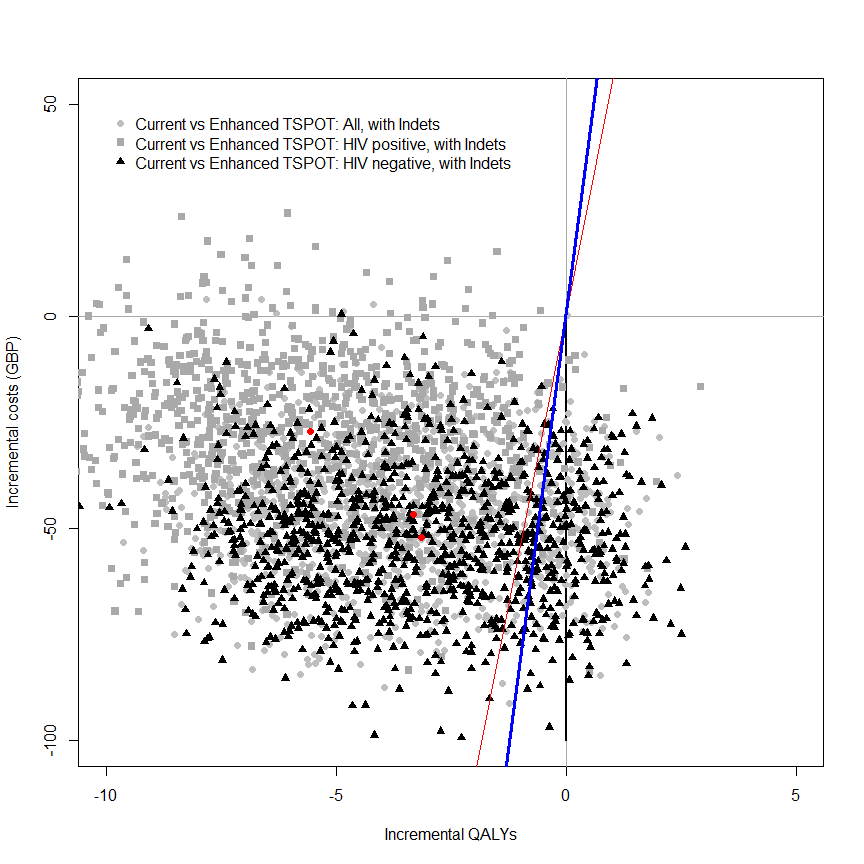 Current vs Enhanced TSPOT: All, with Indets
Current vs Enhanced TSPOT: HIV positive, with Indets
Current vs Enhanced TSPOT: HIV negative, with Indets
Incremental costs (GBP)
50
0
-50
-100
-10
-5
0
5
Incremental QALYs